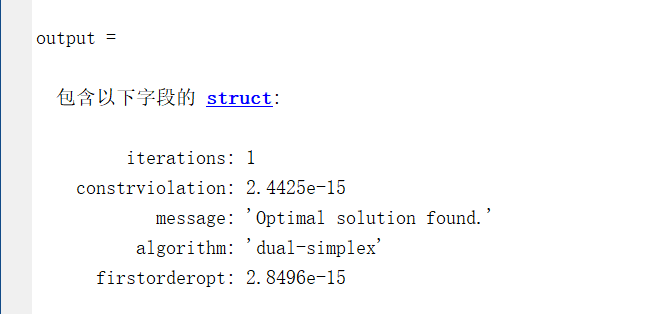 output =
包含以下字段的 struct:
iterations: 1
constrviolation: 2.4425e-15
message: 'Optimal solution found.'
algorithm: 'dual-simplex'
firstorderopt: 2.8496e-15